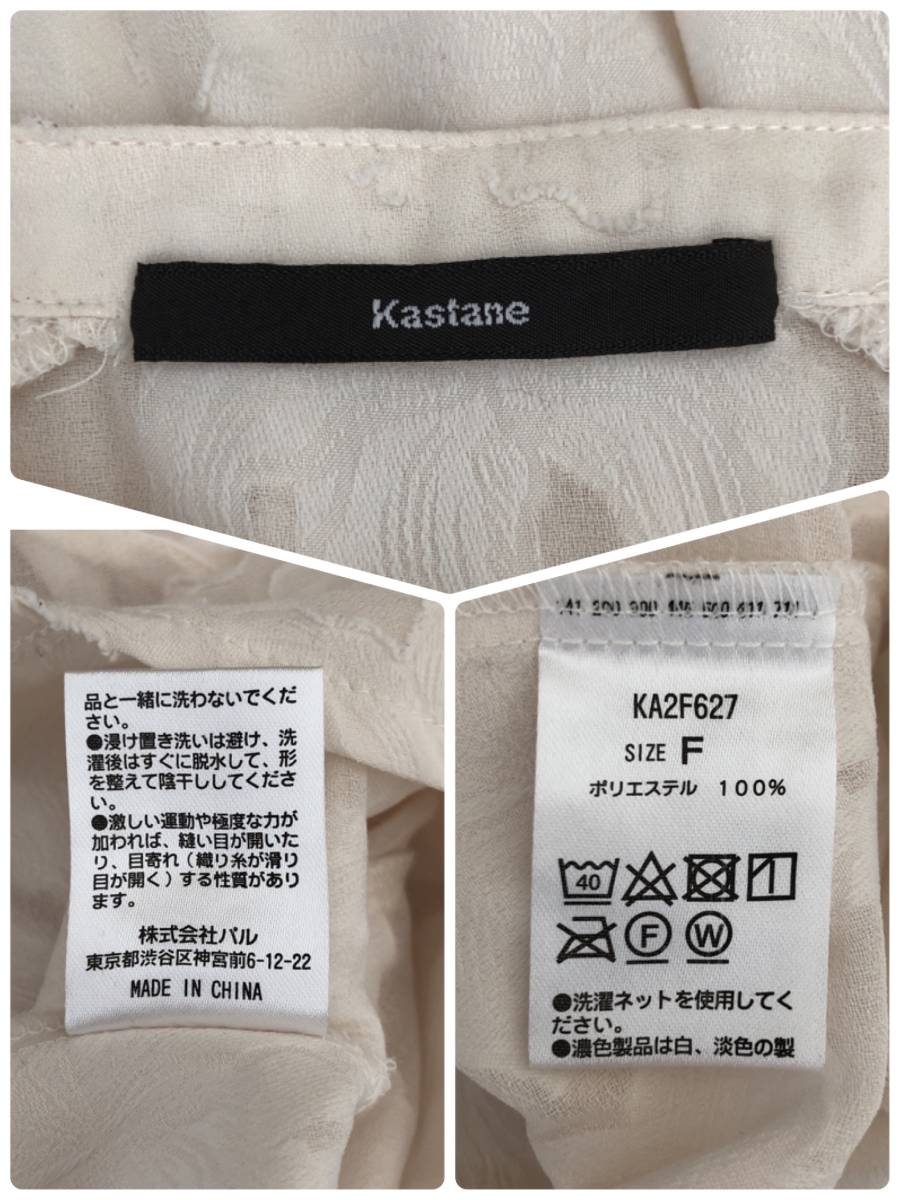 Kastane
品と一緒に洗わないでくだ
さい。
●浸け置き洗いは避け、洗
濯後はすぐに脱水して、形
を整えて陰干ししてくださ
い。
●激しい運動や極度な力が
加われば、縫い目が開いた
り、目寄れ（織り糸が滑り
目が開く）する性質があり
ます。
株式会社パル
東京都渋谷区神宮前6-12-22
MADE IN CHINA
KA2F627
SIZE F
ポリエステル 100%
40
F W
●洗濯ネットを使用してく
ださい。
●濃色製品は白、淡色の製